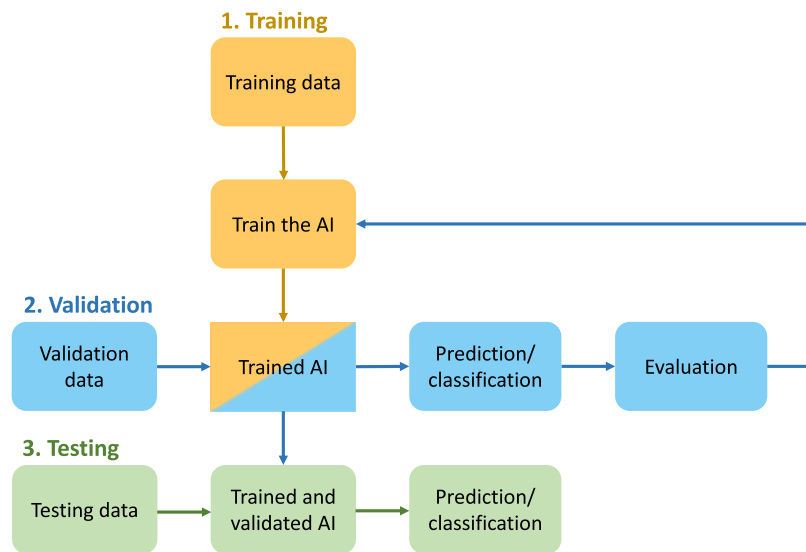 1. Training
Training data
Train the AI
2. Validation
Validation
data
Trained AI
Prediction/
classification
Evaluation
3. Testing
Testing data
Trained and
validated AI
Prediction/
classification